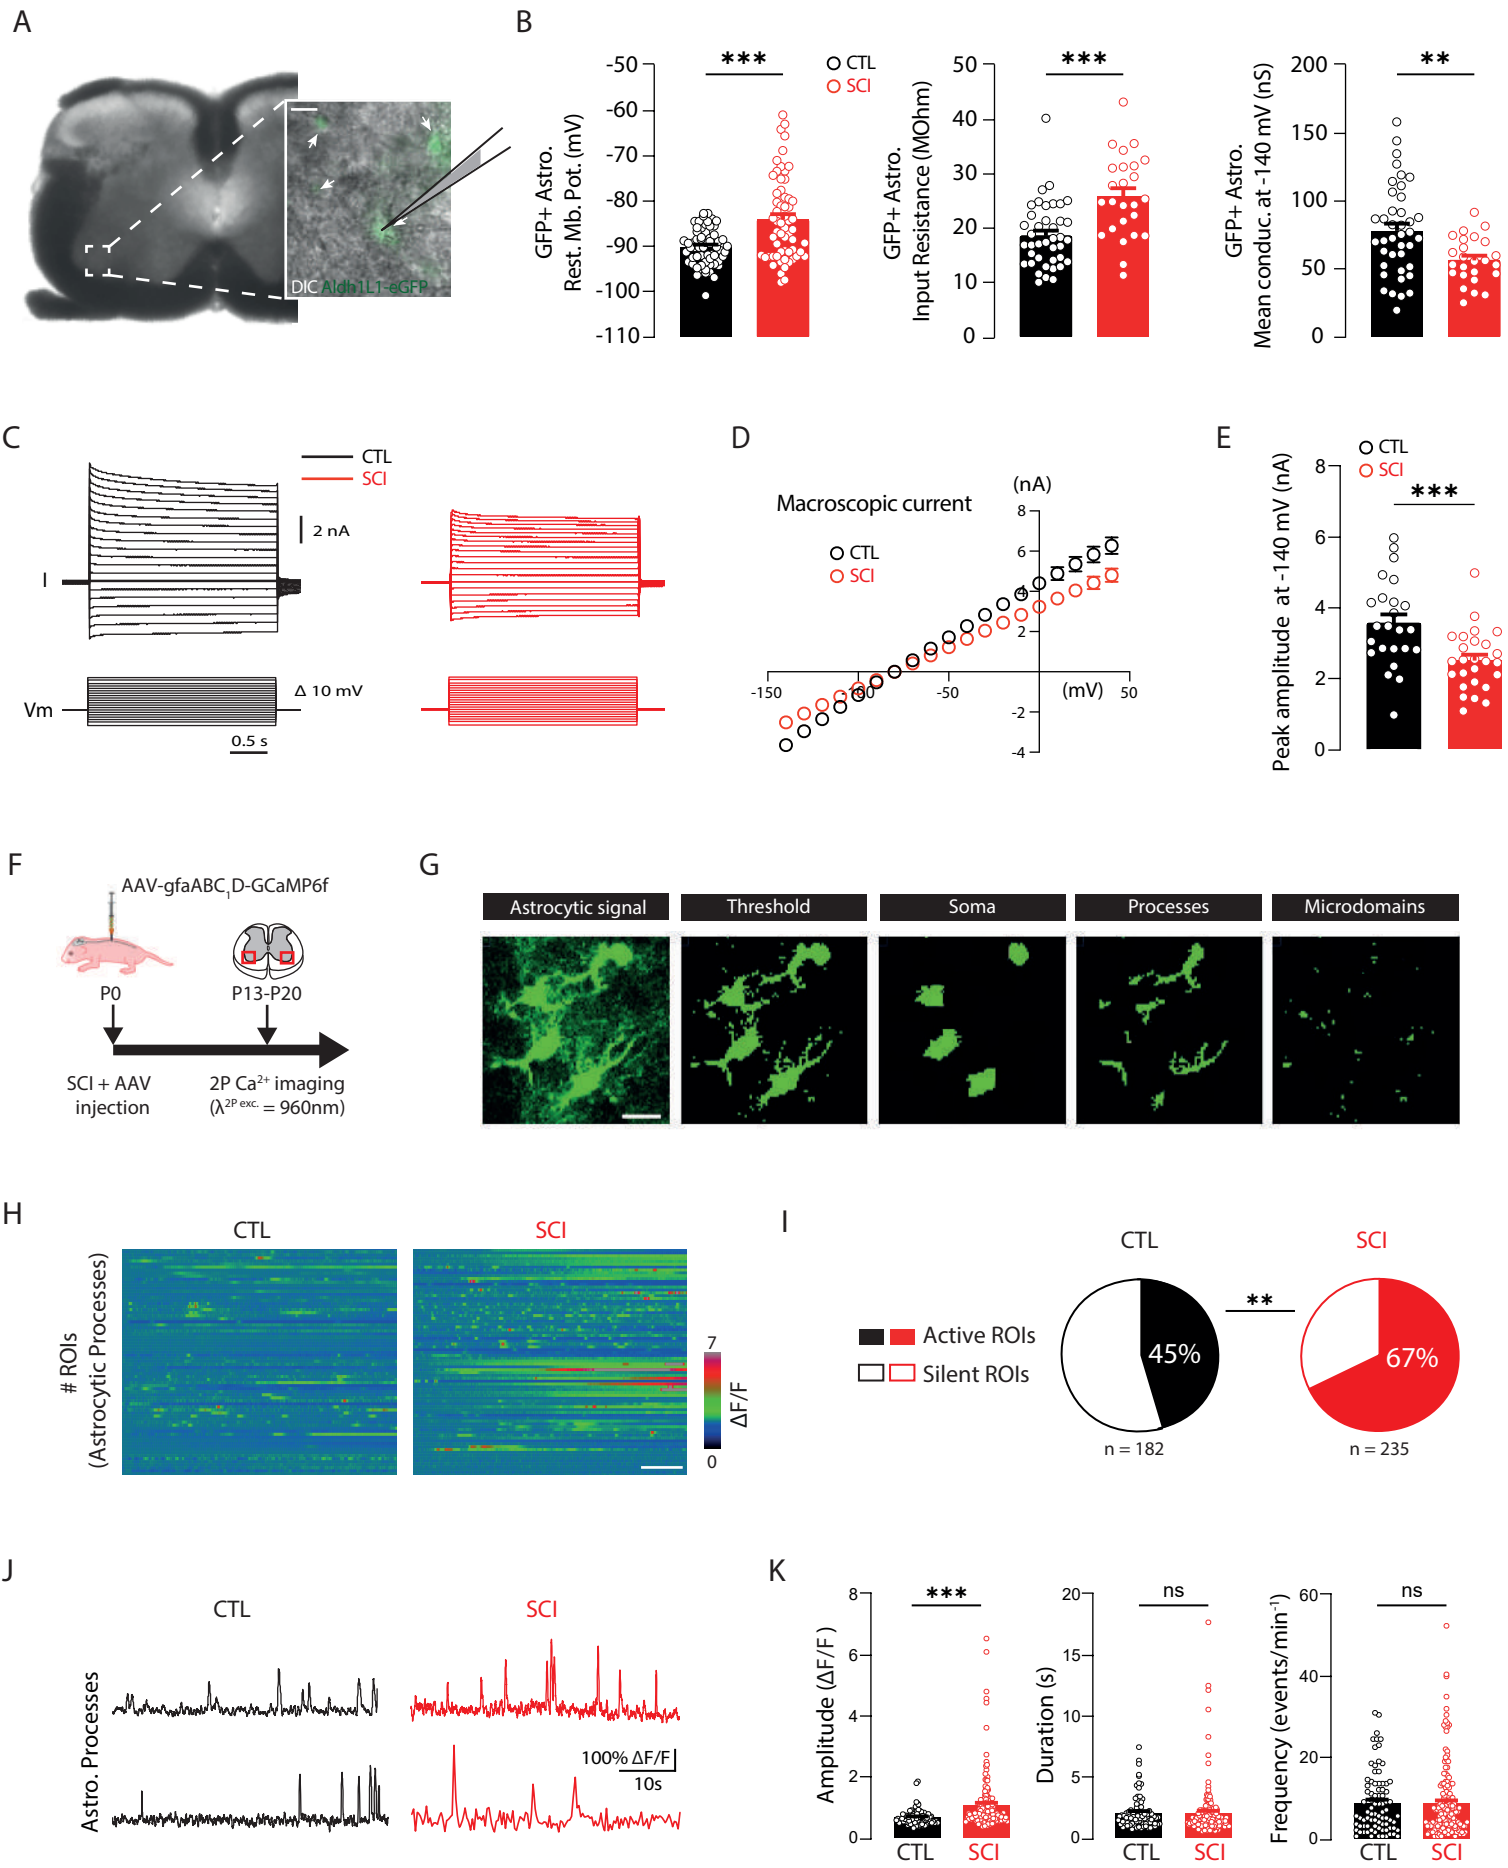 A
DIC Aldh1L1-eGFP
B
GFP+ Astro.
Rest. Mb. Pot. (mV)
-50
-60
-70
-80
-90
-100
-110
***
CTL
SCI
GFP+ Astro.
Input Resistance (MOhm)
50
40
30
20
10
0
***
GFP+ Astro.
Mean conduc. at -140 mV (nS)
200
150
100
50
0
**
C
CTL
SCI
2 nA
I
Vm
Δ 10 mV
0.5 s
D
Macroscopic current
CTL
SCI
(nA)
8
6
4
2
-2
-4
-150
-100
-50
(mV)
50
E
CTL
SCI
Peak amplitude at -140 mV (nA)
8
6
4
2
0
***
F
AAV-gfaABC₁D-GCaMP6f
P0
P13-P20
SCI + AAV
injection
2P Ca²⁺ imaging
(λ²ᴾ ᵉˣᶜ· = 960nm)
G
Astrocytic signal
Threshold
Soma
Processes
Microdomains
H
CTL
SCI
# ROIs
(Astrocytic Processes)
7
0
ΔF/F
I
CTL
SCI
**
Active ROIs
Silent ROIs
45%
67%
n = 182
n = 235
J
CTL
SCI
Astro. Processes
100% ΔF/F
10s
K
Amplitude (ΔF/F )
8
6
4
2
0
***
CTL
SCI
Duration (s)
20
15
10
5
0
ns
CTL
SCI
Frequency (events/min⁻¹)
60
40
20
0
ns
CTL
SCI